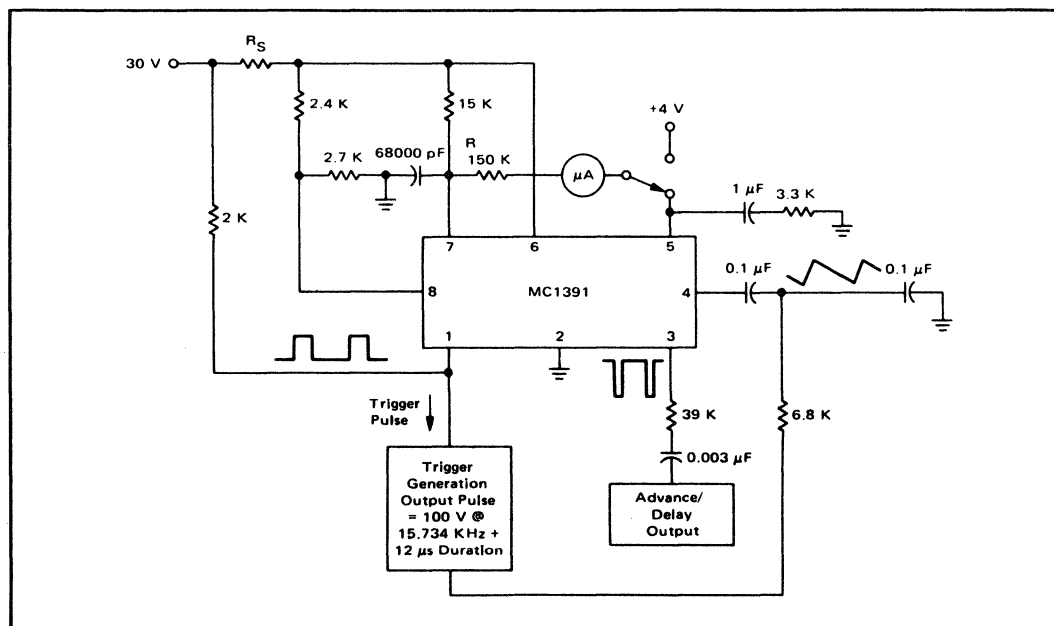 R_S
30 V
2.4 K
15 K
+4 V
2.7 K
68000 pF
R
150 K
μA
1 μF
3.3 K
2 K
7
6
5
8
MC1391
4
0.1 μF
0.1 μF
1
2
3
Trigger
Pulse
39 K
6.8 K
0.003 μF
Trigger
Generation
Output Pulse
= 100 V @
15.734 KHz +
12 μs Duration
Advance/
Delay
Output